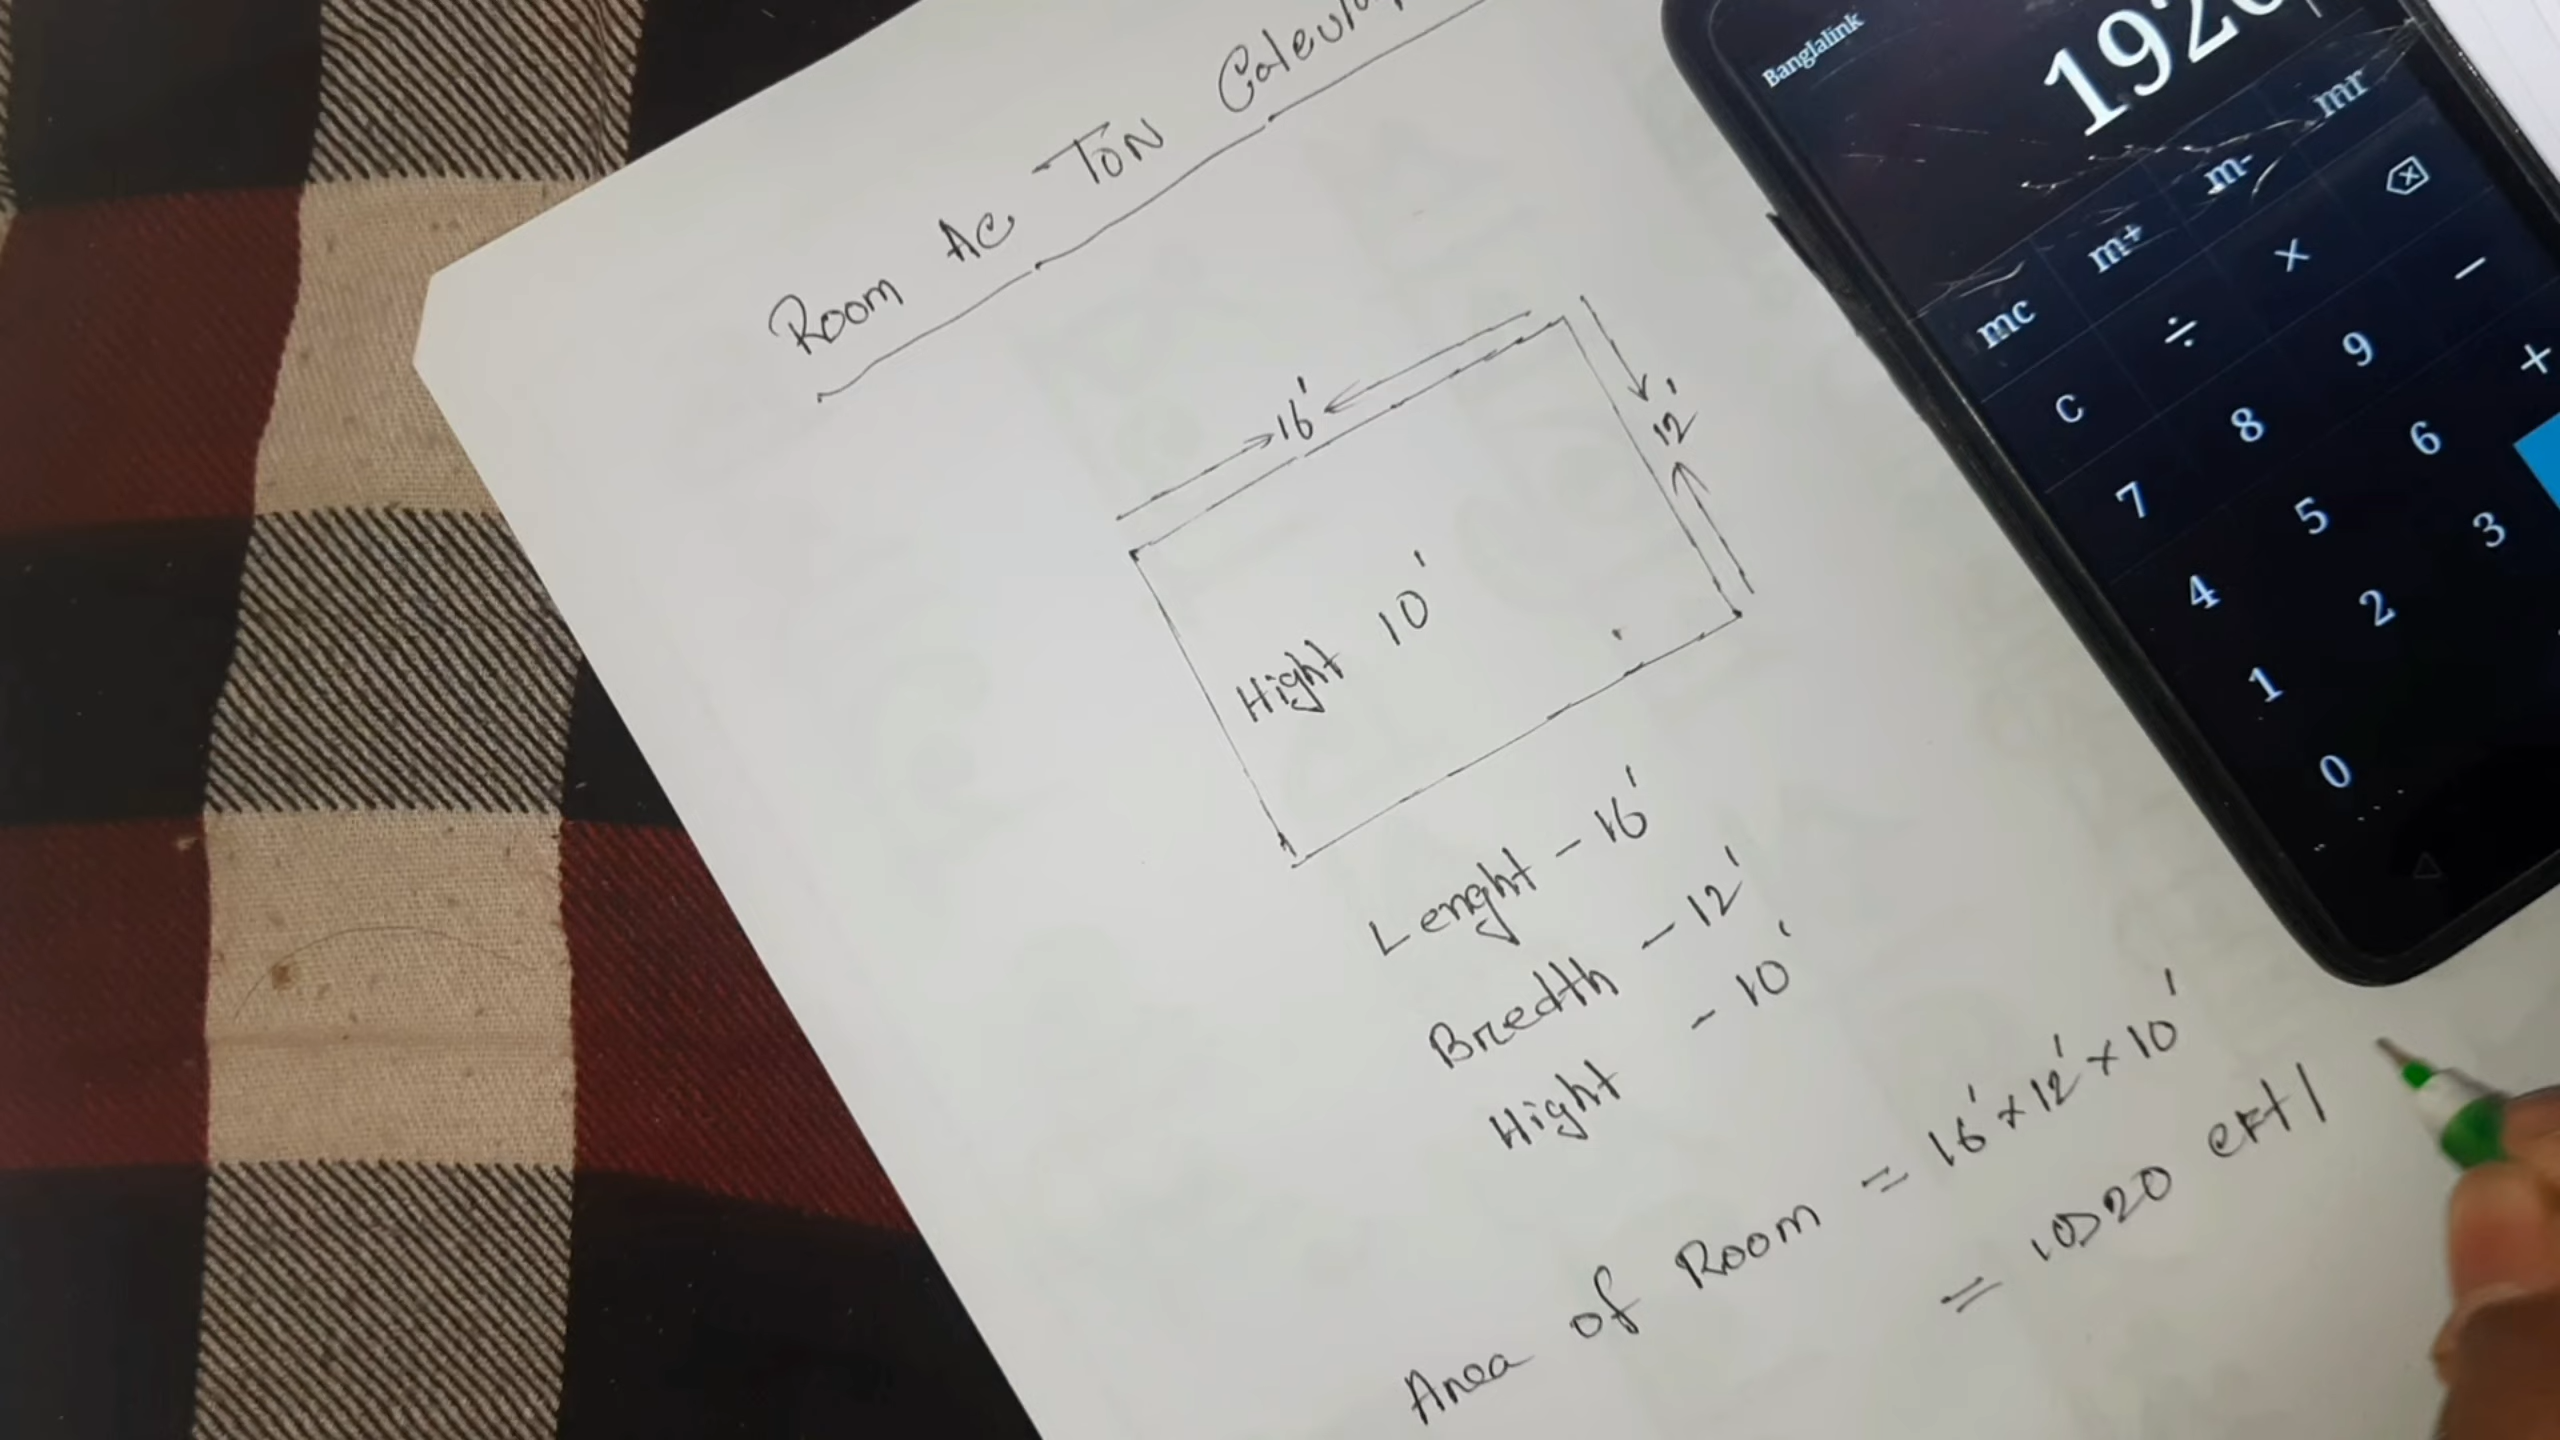 Room AC TON Calcula
16'
12'
Hight 10'
Lenght - 16'
Bredth - 12'
Hight - 10'
Area of Room = 16' x 12' x 10'
= 1920 cft
Banglalink
192
mc m+ m- mr
C ÷ ×
7 8 9 −
4 5 6 +
1 2 3
0